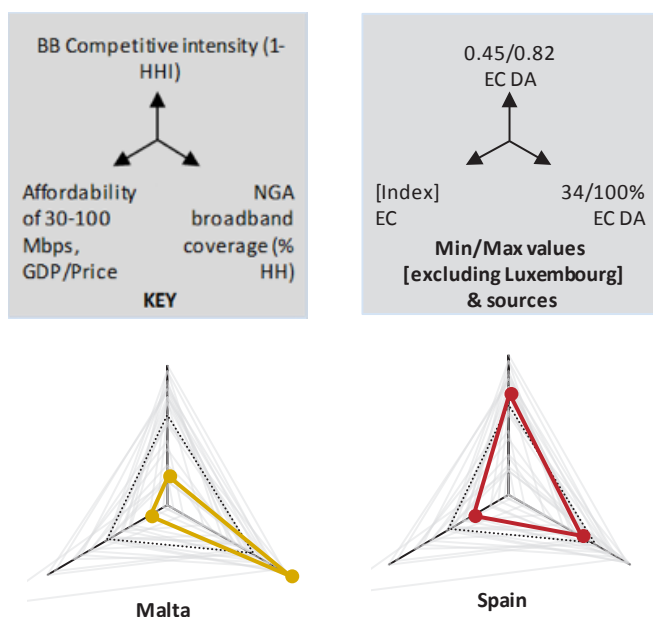 BB Competitive intensity (1-
HHI)
Affordability
of 30-100
Mbps,
GDP/Price
NGA
broadband
coverage (%
HH)
KEY
0.45/0.82
EC DA
[Index]
EC
34/100%
EC DA
Min/Max values
[excluding Luxembourg]
& sources
Malta
Spain